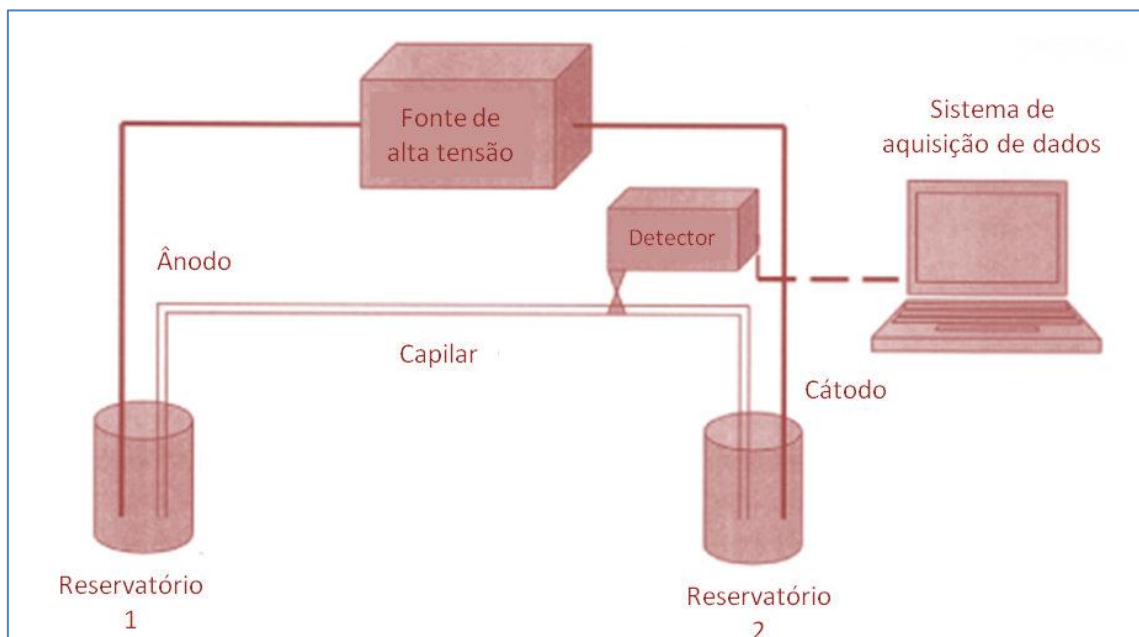 Fonte de
alta tensão
Sistema de
aquisição de dados
Detector
Ânodo
Capilar
Cátodo
Reservatório
1
Reservatório
2